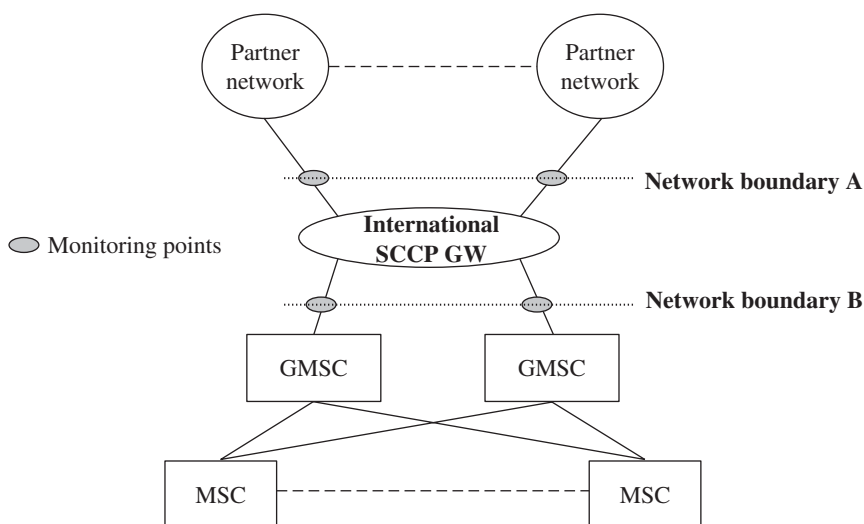 Partner
network
Partner
network
Network boundary A
International
SCCP GW
Monitoring points
Network boundary B
GMSC
GMSC
MSC
MSC